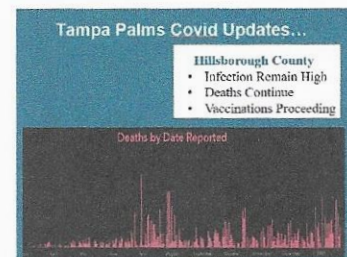 Tampa Palms Covid Updates...
Hillsborough County
• Infection Remain High
• Deaths Continue
• Vaccinations Proceeding
Deaths by Date Reported